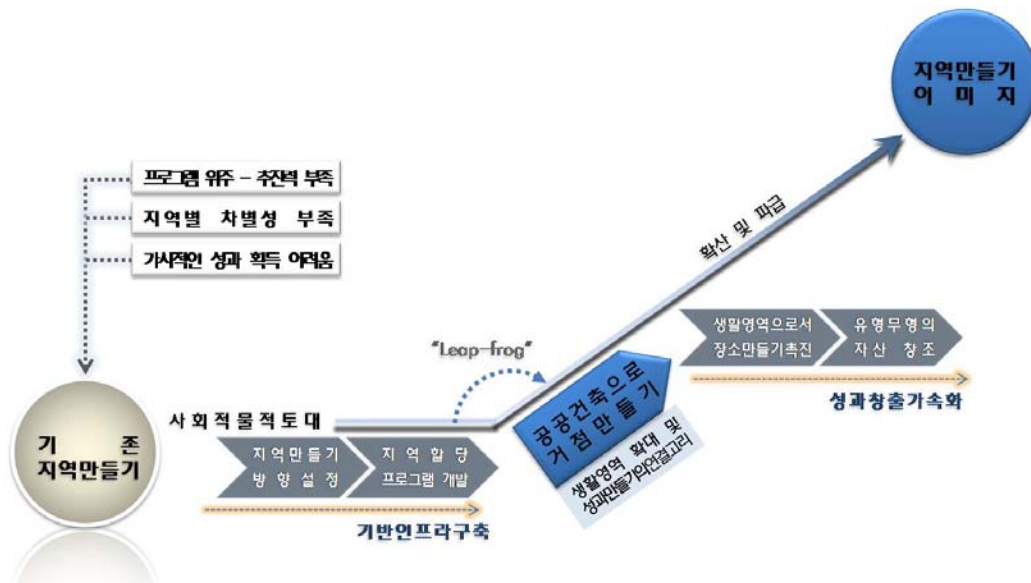 지역만들기
이 미 지
프로그램 위주 – 추진력 부족
지역별 차별성 부족
가시적인 성과 획득 어려움
확산 및 파급
"Leap-frog"
생활영역으로서
장소만들기촉진
유형무형의
자산 창조
성과창출가속화
공공건축으로
거점만들기
생활영역 확대 및
성과만들기의연결고리
사회적물적토대
기 존
지역만들기
지역만들기
방향설정
지역할당
프로그램 개발
기반인프라구축